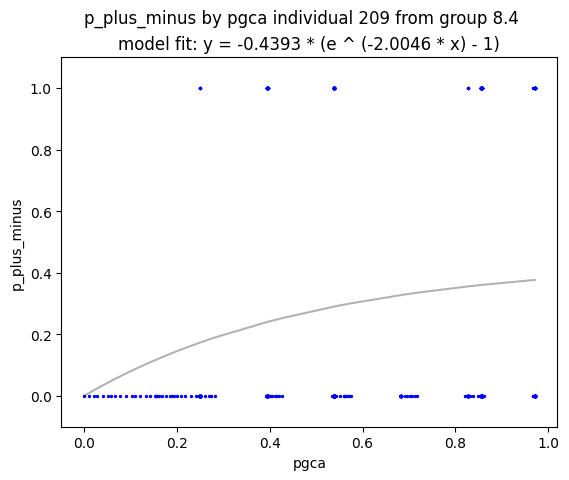 p_plus_minus by pgca individual 209 from group 8.4
model fit: y = -0.4393 * (e ^ (-2.0046 * x) - 1)
1.0
0.8
0.6
0.4
0.2
0.0
p_plus_minus
0.0 0.2 0.4 0.6 0.8 1.0
pgca